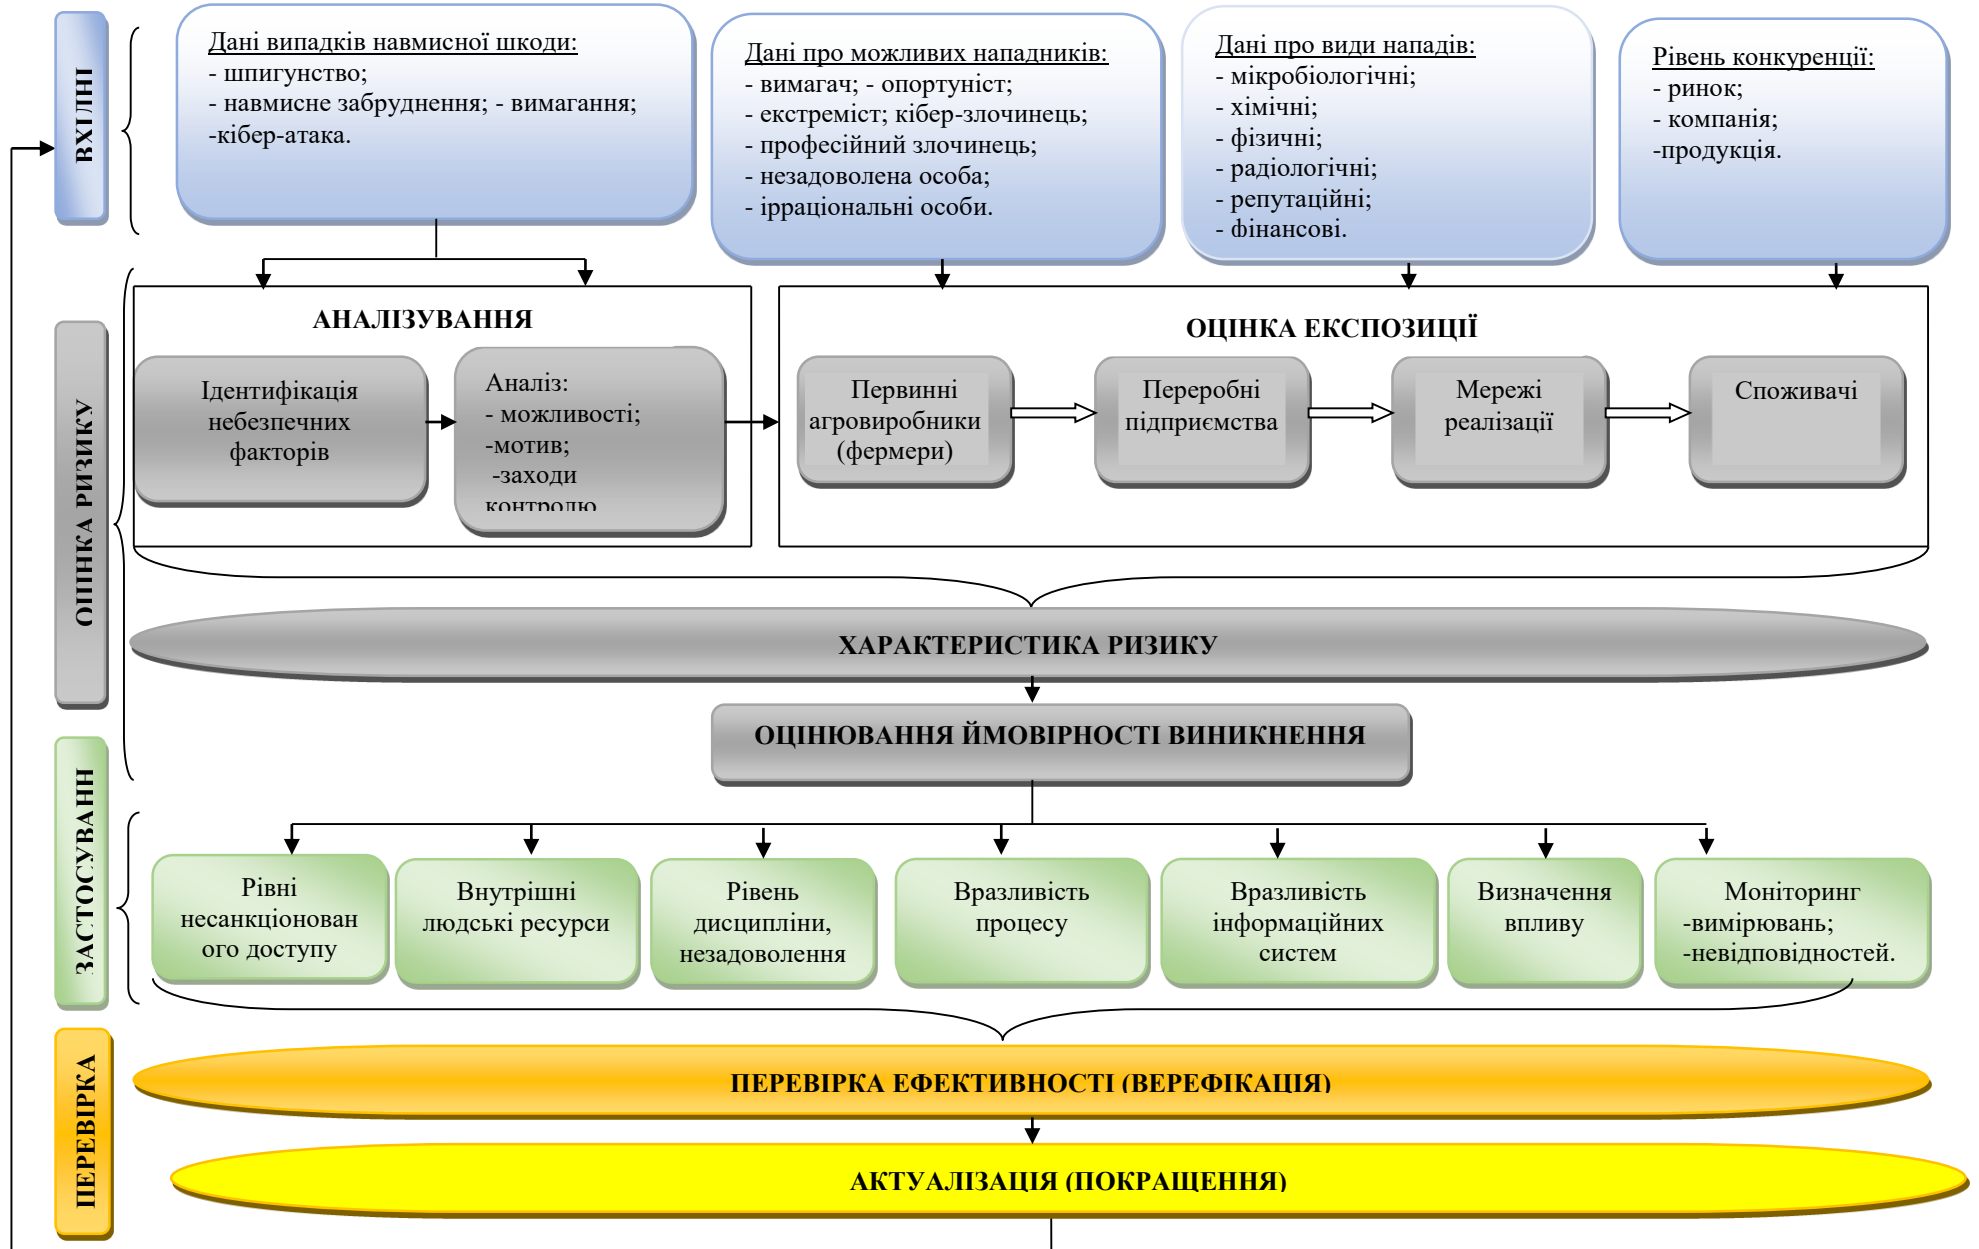 ВХІДНІ
Дані випадків навмисної шкоди:
- шпигунство;
- навмисне забруднення; - вимагання;
-кібер-атака.
Дані про можливих нападників:
- вимагач; - опортуніст;
- екстреміст; кібер-злочинець;
- професійний злочинець;
- незадоволена особа;
- ірраціональні особи.
Дані про види нападів:
- мікробіологічні;
- хімічні;
- фізичні;
- радіологічні;
- репутаційні;
- фінансові.
Рівень конкуренції:
- ринок;
- компанія;
-продукція.
ОЦІНКА РИЗИКУ
АНАЛІЗУВАННЯ
Ідентифікація
небезпечних
факторів
Аналіз:
- можливості;
-мотив;
-заходи
контролю
ОЦІНКА ЕКСПОЗИЦІЇ
Первинні
агровиробники
(фермери)
Переробні
підприємства
Мережі
реалізації
Споживачі
ХАРАКТЕРИСТИКА РИЗИКУ
ОЦІНЮВАННЯ ЙМОВІРНОСТІ ВИНИКНЕННЯ
ЗАСТОСУВАНН
Рівні
несанкціонован
ого доступу
Внутрішні
людські ресурси
Рівень
дисципліни,
незадоволення
Вразливість
процесу
Вразливість
інформаційних
систем
Визначення
впливу
Моніторинг
-вимірювань;
-невідповідностей.
ПЕРЕВІРКА
ПЕРЕВІРКА ЕФЕКТИВНОСТІ (ВЕРЕФІКАЦІЯ)
АКТУАЛІЗАЦІЯ (ПОКРАЩЕННЯ)